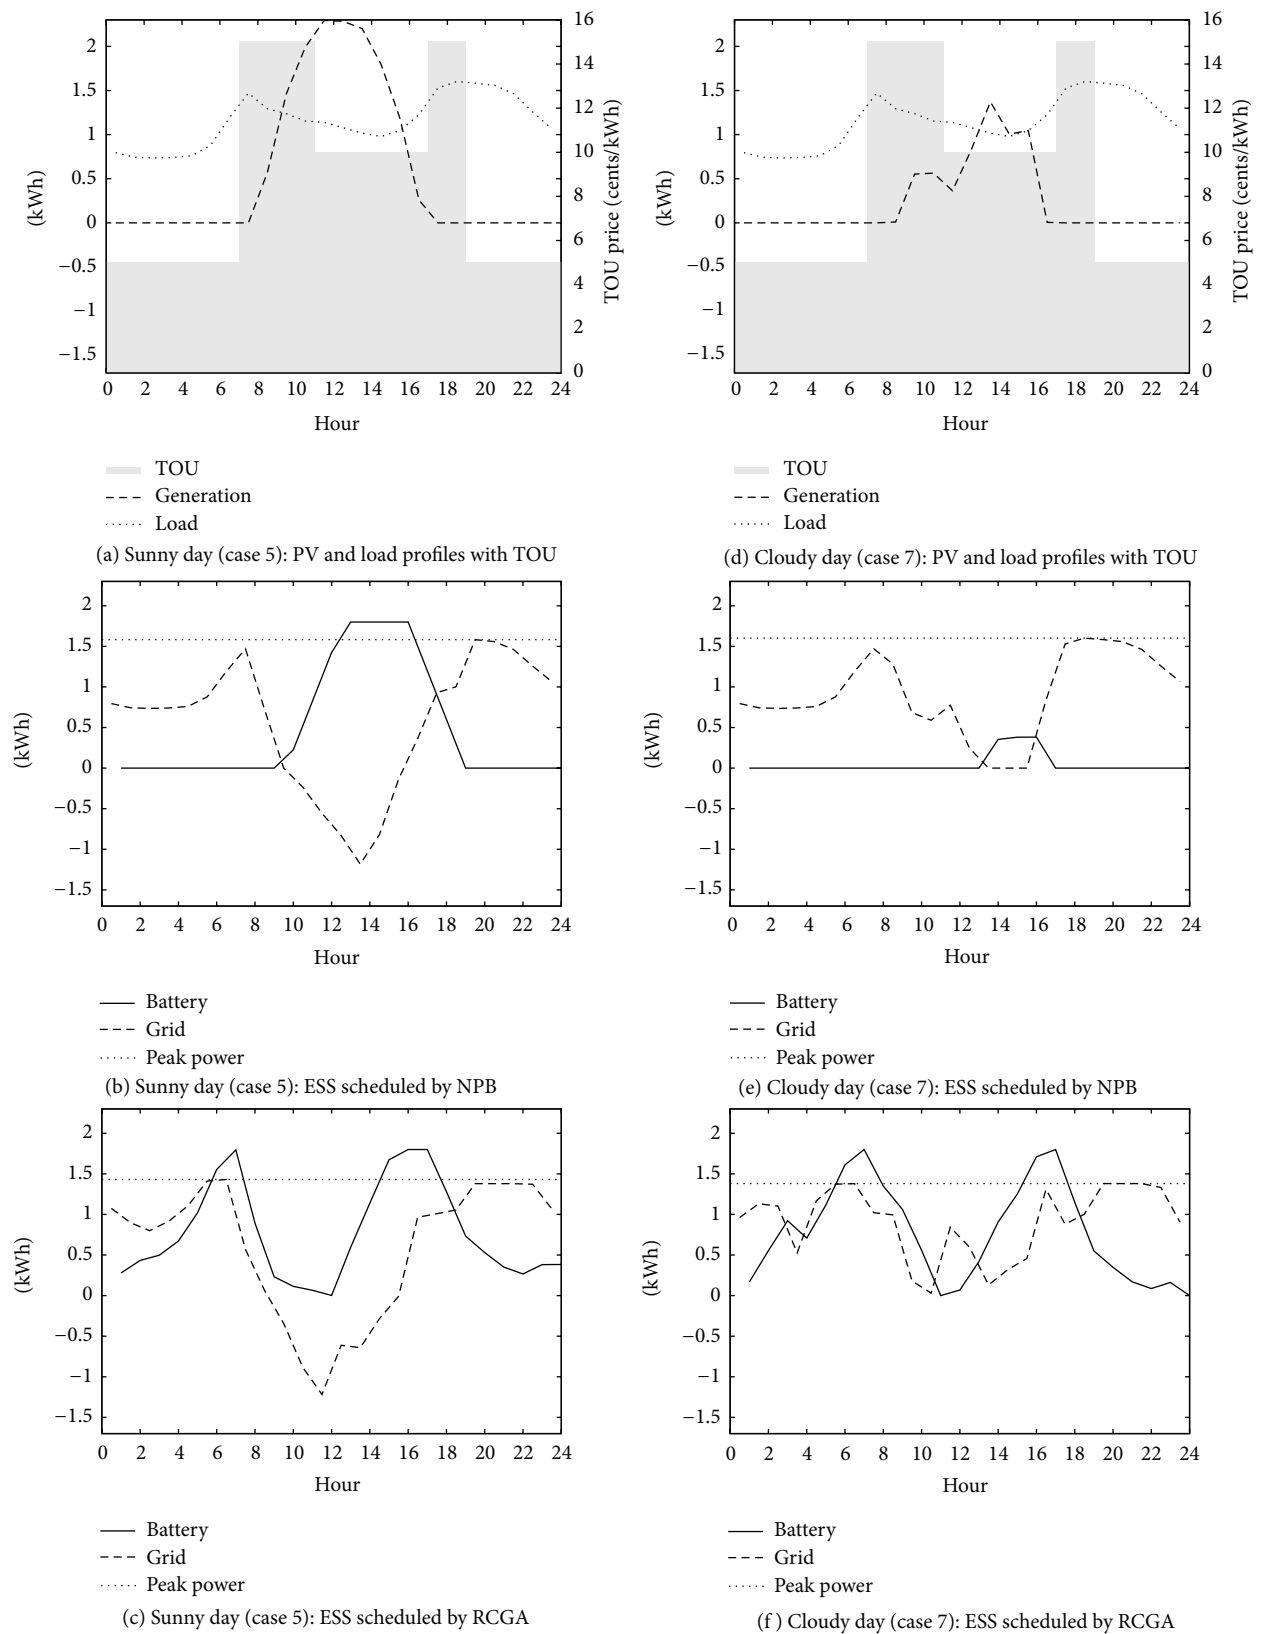 2
1.5
1
0.5
0
−0.5
−1
−1.5
(kWh)
16
14
12
10
8
6
4
2
0
TOU price (cents/kWh)
0 2 4 6 8 10 12 14 16 18 20 22 24
Hour
TOU
Generation
Load
(a) Sunny day (case 5): PV and load profiles with TOU
2
1.5
1
0.5
0
−0.5
−1
−1.5
(kWh)
16
14
12
10
8
6
4
2
0
TOU price (cents/kWh)
0 2 4 6 8 10 12 14 16 18 20 22 24
Hour
TOU
Generation
Load
(d) Cloudy day (case 7): PV and load profiles with TOU
2
1.5
1
0.5
0
−0.5
−1
−1.5
(kWh)
0 2 4 6 8 10 12 14 16 18 20 22 24
Hour
Battery
Grid
Peak power
(b) Sunny day (case 5): ESS scheduled by NPB
2
1.5
1
0.5
0
−0.5
−1
−1.5
(kWh)
0 2 4 6 8 10 12 14 16 18 20 22 24
Hour
Battery
Grid
Peak power
(e) Cloudy day (case 7): ESS scheduled by NPB
2
1.5
1
0.5
0
−0.5
−1
−1.5
(kWh)
0 2 4 6 8 10 12 14 16 18 20 22 24
Hour
Battery
Grid
Peak power
(c) Sunny day (case 5): ESS scheduled by RCGA
2
1.5
1
0.5
0
−0.5
−1
−1.5
(kWh)
0 2 4 6 8 10 12 14 16 18 20 22 24
Hour
Battery
Grid
Peak power
(f ) Cloudy day (case 7): ESS scheduled by RCGA